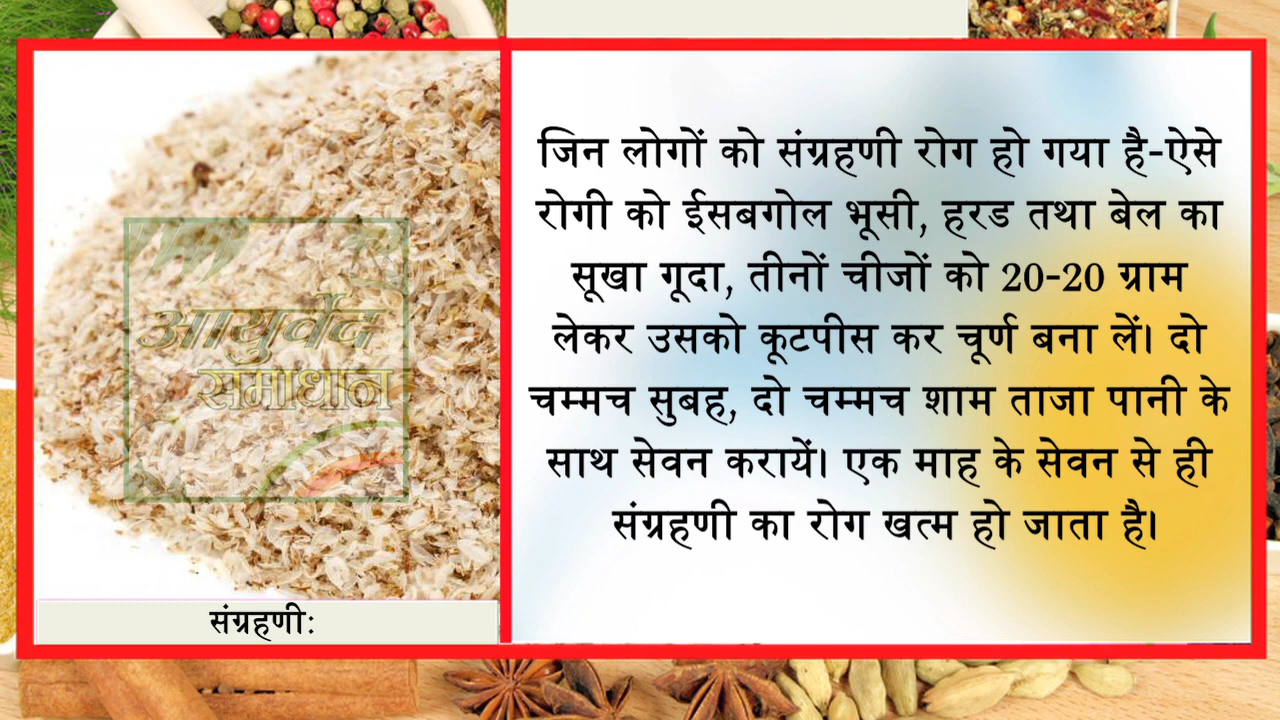 आयुर्वेद
समाधान
संग्रहणीः
जिन लोगों को संग्रहणी रोग हो गया है-ऐसे
रोगी को ईसबगोल भूसी, हरड तथा बेल का
सूखा गूदा, तीनों चीजों को 20-20 ग्राम
लेकर उसको कूटपीस कर चूर्ण बना लें। दो
चम्मच सुबह, दो चम्मच शाम ताजा पानी के
साथ सेवन करायें। एक माह के सेवन से ही
संग्रहणी का रोग खत्म हो जाता है।